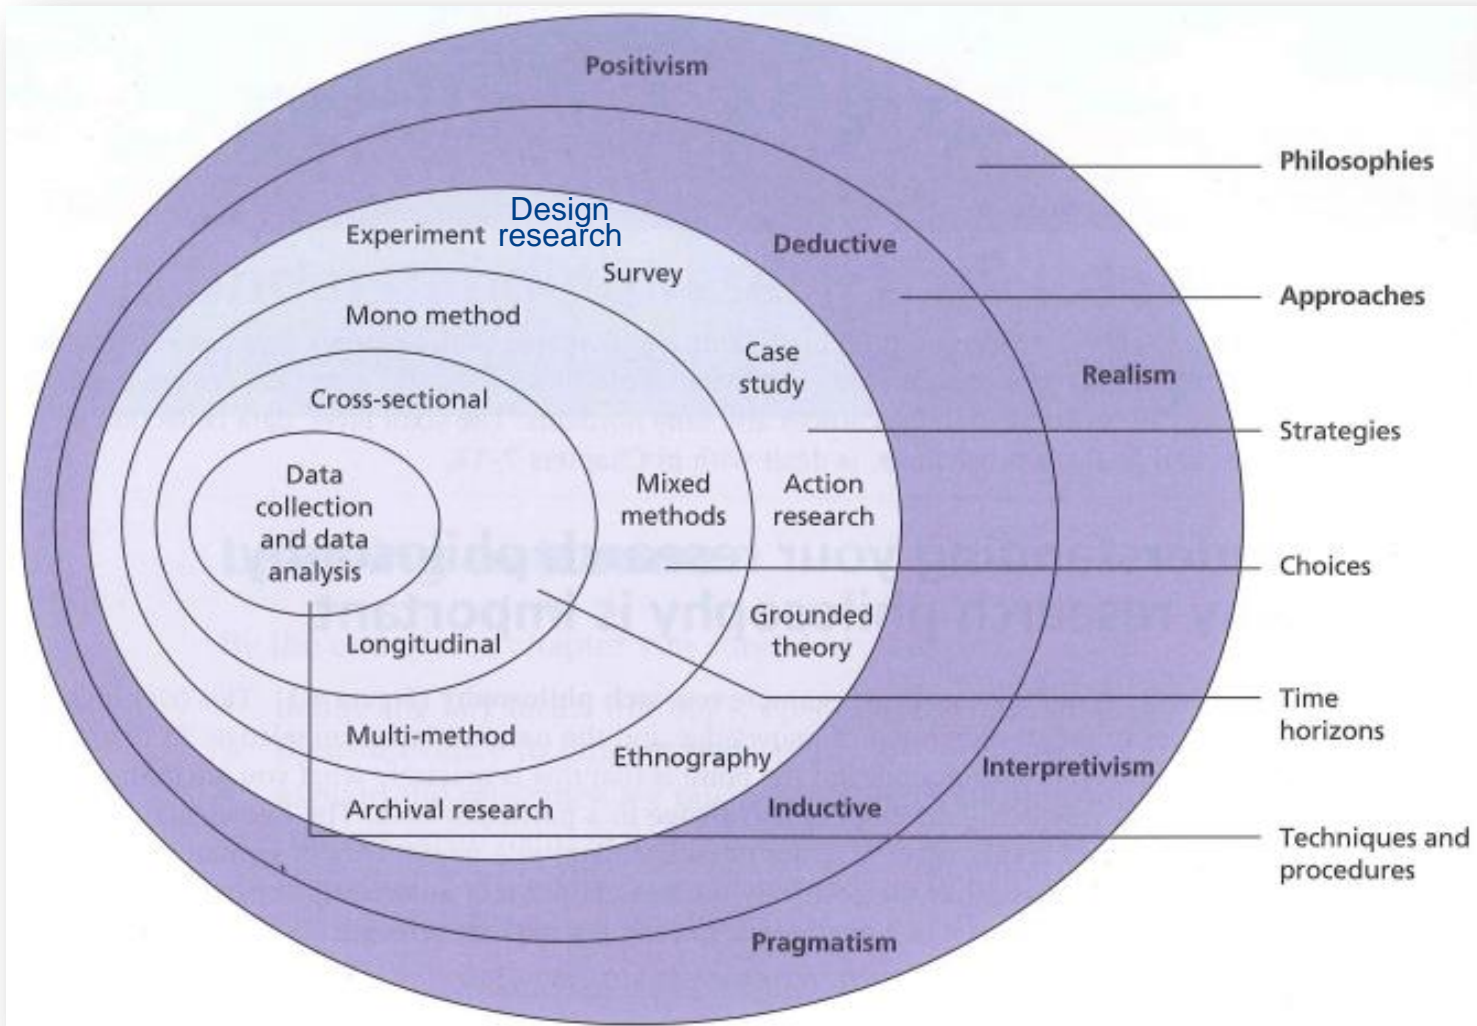 Positivism
Philosophies
Design
Experiment research
Deductive
Survey
Approaches
Mono method
Case
study
Realism
Cross-sectional
Strategies
Data
collection
and data
analysis
Mixed
methods
Action
research
Choices
Grounded
theory
Longitudinal
Time
horizons
Multi-method
Ethnography
Interpretivism
Archival research
Inductive
Techniques and
procedures
Pragmatism